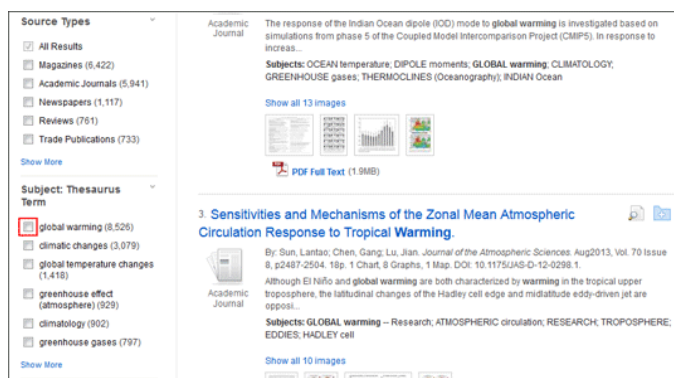 Source Types
All Results
Magazines (6,422)
Academic Journals (5,941)
Newspapers (1,117)
Reviews (761)
Trade Publications (733)
Show More
Subject: Thesaurus
Term
global warming (8,526)
climatic changes (3,079)
global temperature changes
(1,418)
greenhouse effect
(atmosphere) (929)
climatology (902)
greenhouse gases (797)
Show More
Academic
Journal
The response of the Indian Ocean dipole (IOD) mode to global warming is investigated based on
simulations from phase 5 of the Coupled Model Intercomparison Project (CMIP5). In response to
increas...
Subjects: OCEAN temperature; DIPOLE moments; GLOBAL warming; CLIMATOLOGY;
GREENHOUSE gases; THERMOCLINES (Oceanography); INDIAN Ocean
Show all 13 images
PDF Full Text (1.9MB)
3. Sensitivities and Mechanisms of the Zonal Mean Atmospheric
Circulation Response to Tropical Warming.
Academic
Journal
By: Sun, Lantao; Chen, Gang; Lu, Jian. Journal of the Atmospheric Sciences. Aug2013, Vol. 70 Issue
8, p2487-2504. 18p. 1 Chart, 8 Graphs, 1 Map. DOI: 10.1175/JAS-D-12-0298.1.
Although El Niño and global warming are both characterized by warming in the tropical upper
troposphere, the latitudinal changes of the Hadley cell edge and midlatitude eddy-driven jet are
opposi...
Subjects: GLOBAL warming -- Research; ATMOSPHERIC circulation; RESEARCH; TROPOSPHERE;
EDDIES; HADLEY cell
Show all 10 images